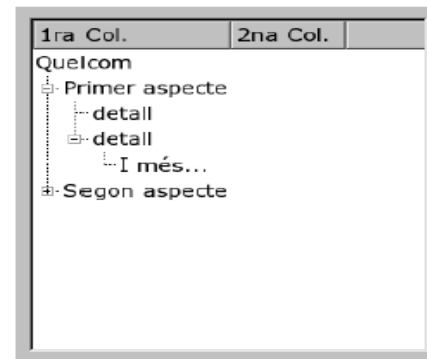 1ra Col. 2na Col.
Quelcom
Primer aspecte
detall
detall
I més...
Segon aspecte